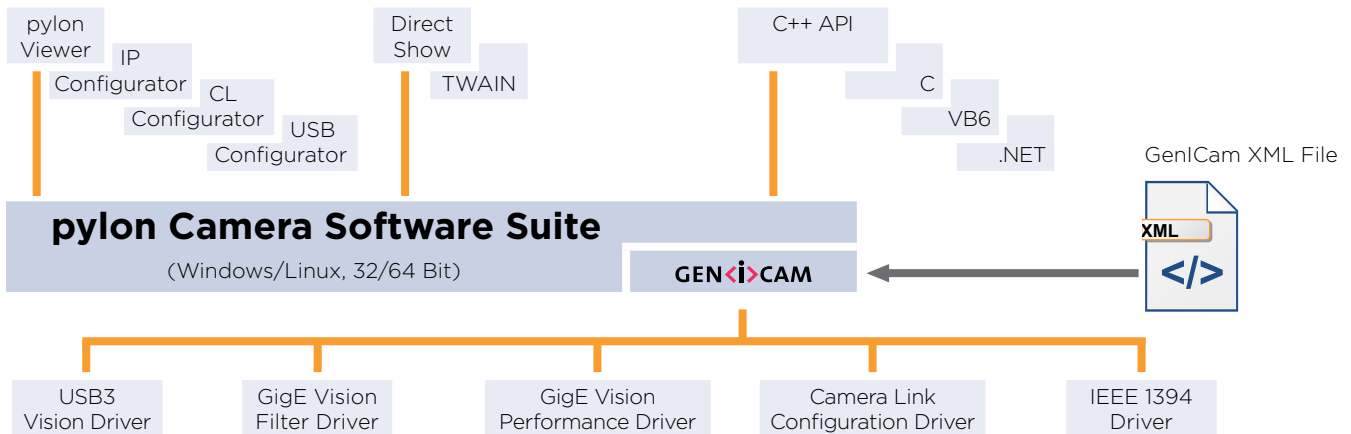 pylon
Viewer
IP
Configurator
CL
Configurator
USB
Configurator
Direct
Show
TWAIN
C++ API
C
VB6
.NET
GenICam XML File
XML
</>
pylon Camera Software Suite
(Windows/Linux, 32/64 Bit)
GEN<i>CAM
USB3
Vision Driver
GigE Vision
Filter Driver
GigE Vision
Performance Driver
Camera Link
Configuration Driver
IEEE 1394
Driver